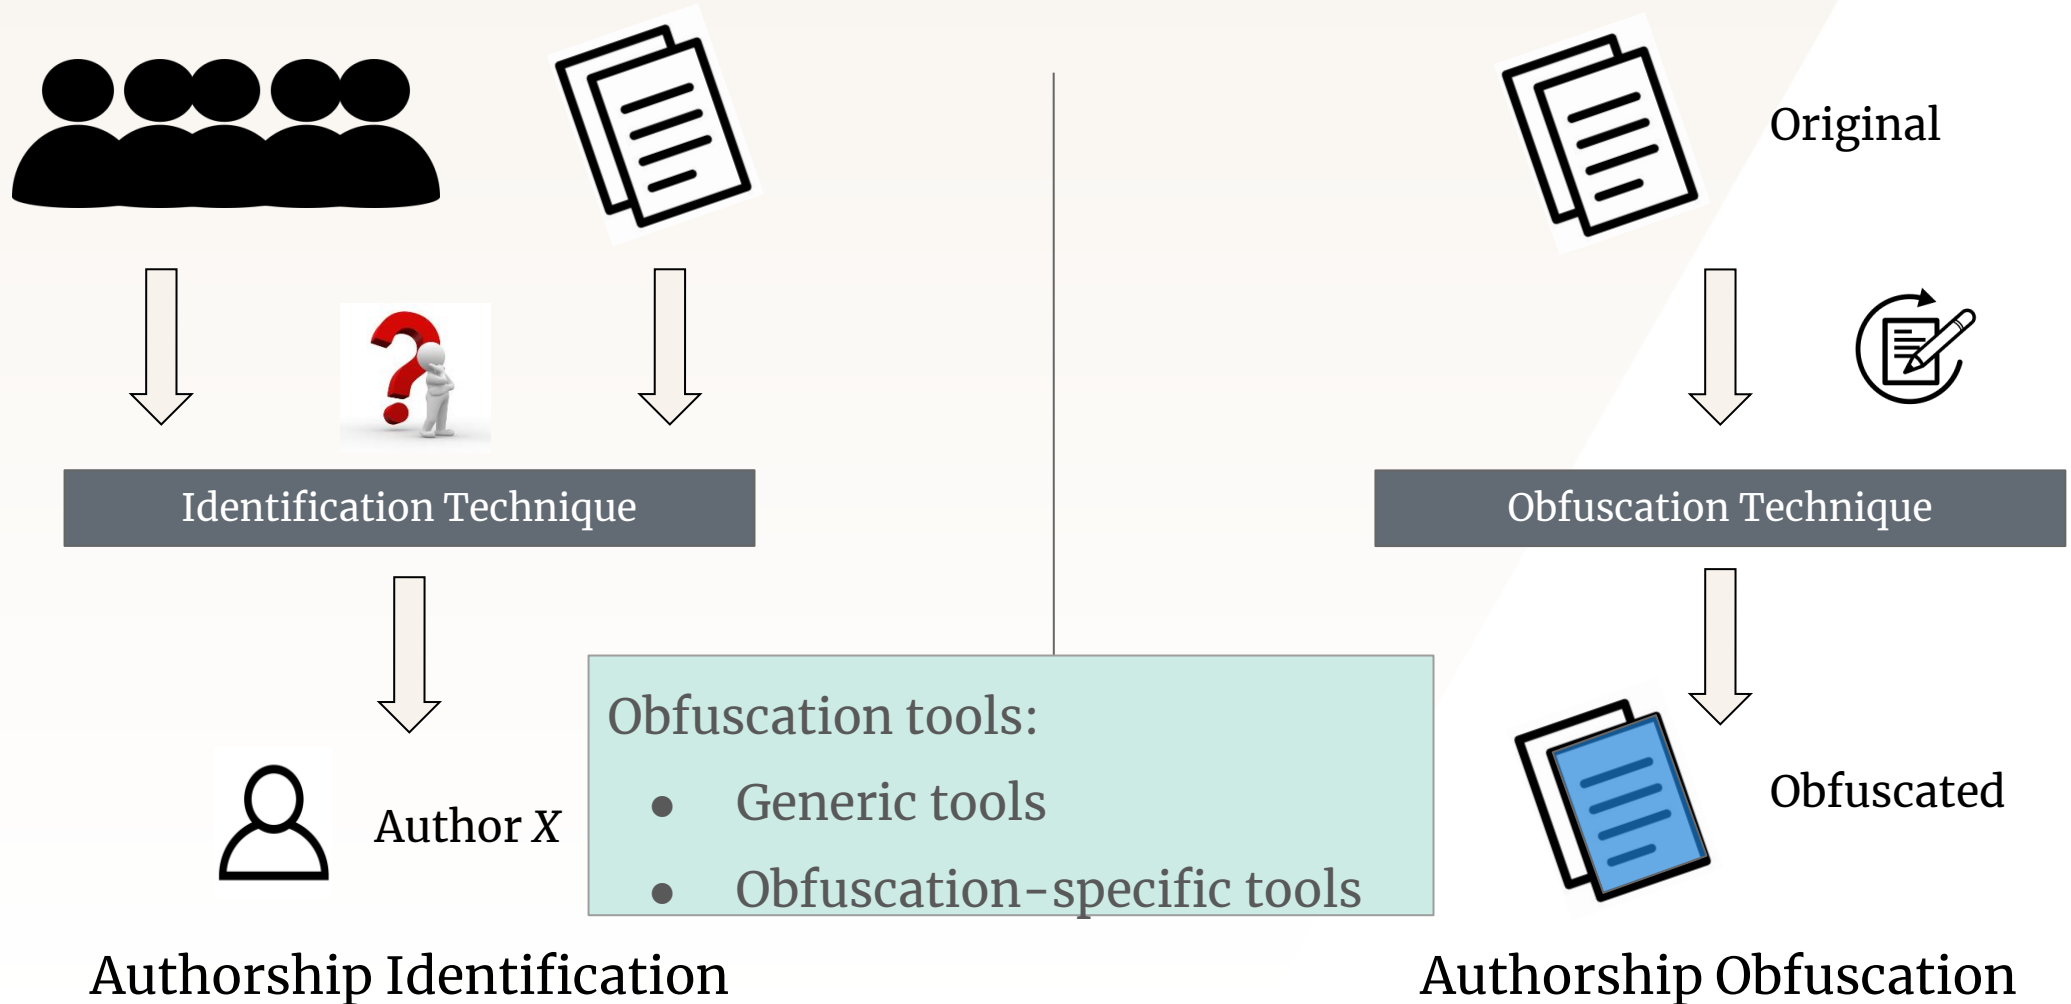 Original
Identification Technique
Obfuscation Technique
Author X
Obfuscation tools:
● Generic tools
● Obfuscation-specific tools
Obfuscated
Authorship Identification
Authorship Obfuscation